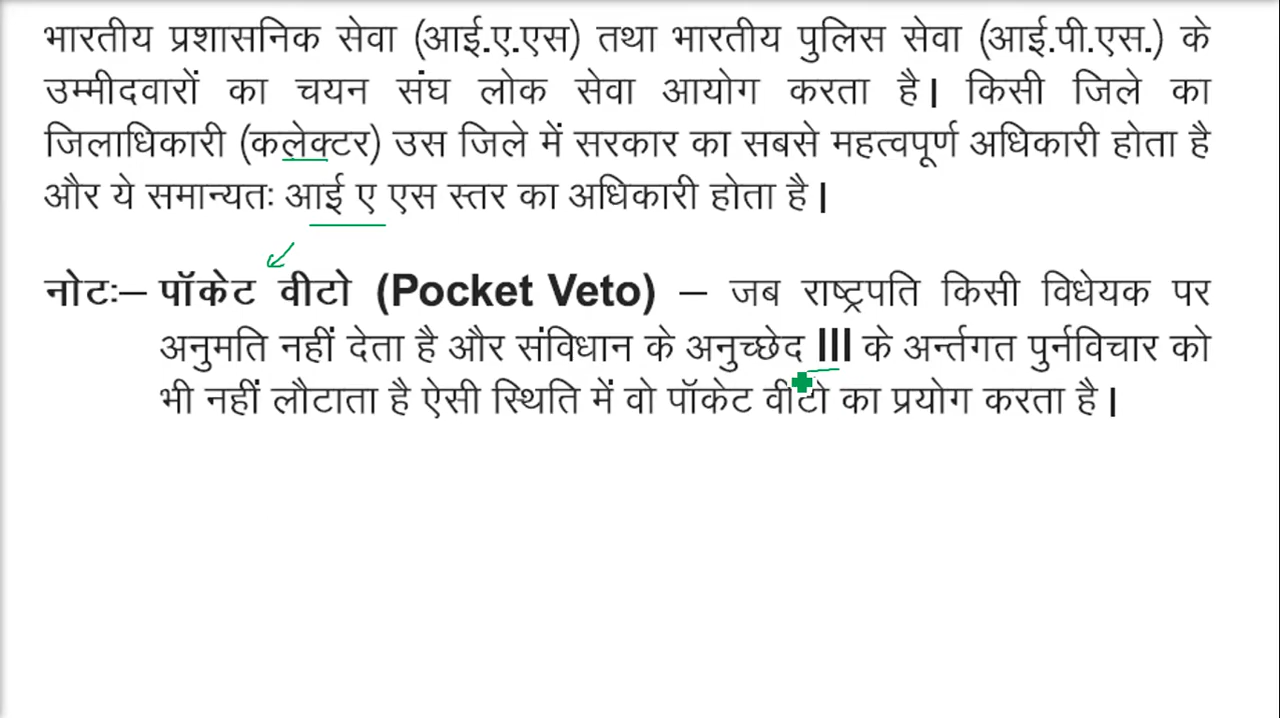 भारतीय प्रशासनिक सेवा (आई.ए.एस) तथा भारतीय पुलिस सेवा (आई.पी.एस.) के
उम्मीदवारों का चयन संघ लोक सेवा आयोग करता है। किसी जिले का
जिलाधिकारी (कलेक्टर) उस जिले में सरकार का सबसे महत्वपूर्ण अधिकारी होता है
और ये समान्यतः आई ए एस स्तर का अधिकारी होता है।
नोटः– पॉकेट वीटो (Pocket Veto) – जब राष्ट्रपति किसी विधेयक पर
अनुमति नहीं देता है और संविधान के अनुच्छेद III के अर्न्तगत पुर्नविचार को
भी नहीं लौटाता है ऐसी स्थिति में वो पॉकेट वीटो का प्रयोग करता है।